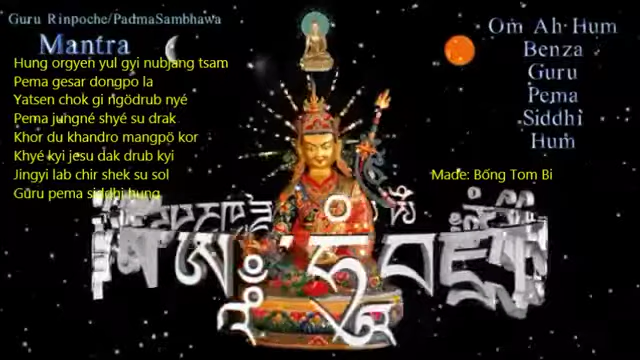 Guru Rinpoche/PadmaSambhawa
Mantra
Hung orgyen yul gyi nubjang tsam
Pema gesar dongpo la
Yatsen chok gi ngödrub nyé
Pema jungné shyé su drak
Khor du khandro mangpö kor
Khyé kyi jesu dak drub kyi
Jingyi lab chir shek su sol
Guru pema siddhi hung
Om Ah Hum
Benza
Guru
Pema
Siddhi
Hum
Made: Bống Tom Bi